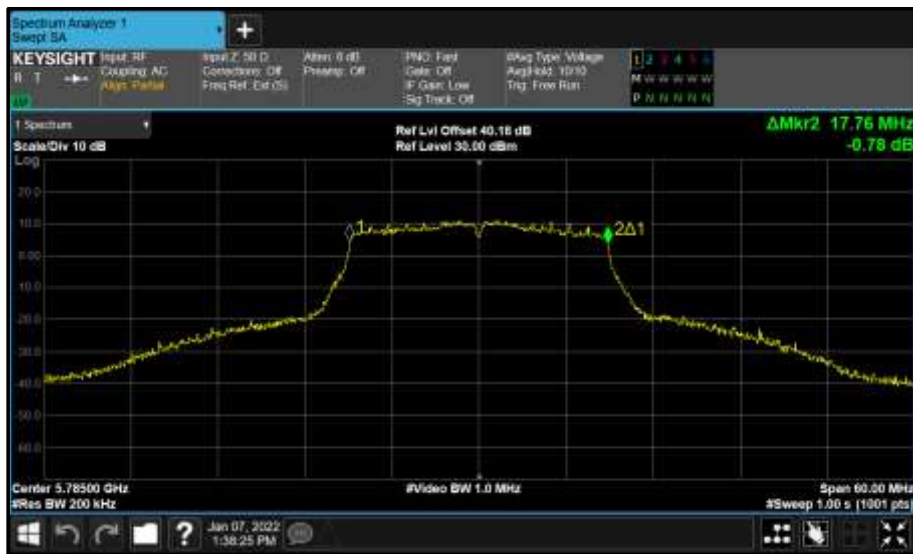 Spectrum Analyzer 1
Swept SA
+
KEYSIGHT
R T
Input: RF
Coupling: AC
Align: Partial
Input Z: 50 Ω
Corrections: Off
Freq Ref: Ext (S)
Atten: 6 dB
Preamp: Off
PNO: Fast
Gate: Off
IF Gain: Low
Sig Track: Off
#Avg Type: Voltage
Avg|Hold: 10/10
Trig: Free Run
1 2 3 4 5 6
M W W W W W
P N N N N N
1 Spectrum
Scale/Div 10 dB
Log
Ref Lvl Offset 40.18 dB
Ref Level 30.00 dBm
ΔMkr2 17.76 MHz
-0.78 dB
20.0
10.0
0.00
-10.0
-20.0
-30.0
-40.0
-50.0
-60.0
1
2Δ1
Center 5.78500 GHz
#Res BW 200 kHz
#Video BW 1.0 MHz
Span 60.00 MHz
#Sweep 1.00 s (1001 pts)
?
Jan 07, 2022
1:38:25 PM